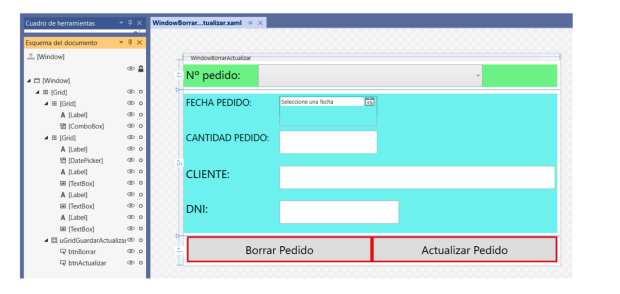 Cuadro de herramientas
WindowBorrar...tualizar.xaml
Esquema del documento
[Window]
[Window]
[Grid]
[Grid]
[Label]
[ComboBox]
[Grid]
[Label]
[DatePicker]
[Label]
[TextBox]
[Label]
[TextBox]
[Label]
[TextBox]
uGridGuardarActualizar
btnBorrar
btnActualizar
WindowBorrarActualizar
Nº pedido:
FECHA PEDIDO:
Seleccione una fecha
15
CANTIDAD PEDIDO:
CLIENTE:
DNI:
Borrar Pedido
Actualizar Pedido